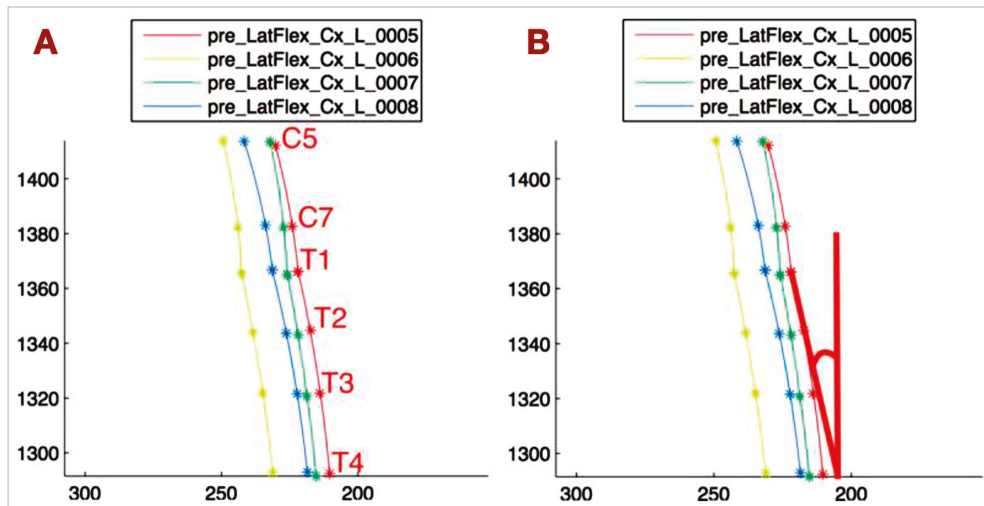 A
pre_LatFlex_Cx_L_0005
pre_LatFlex_Cx_L_0006
pre_LatFlex_Cx_L_0007
pre_LatFlex_Cx_L_0008
C5
1400
C7
1380
T1
1360
T2
1340
T3
1320
T4
1300
300 250 200
B
pre_LatFlex_Cx_L_0005
pre_LatFlex_Cx_L_0006
pre_LatFlex_Cx_L_0007
pre_LatFlex_Cx_L_0008
1400
1380
1360
1340
1320
1300
300 250 200